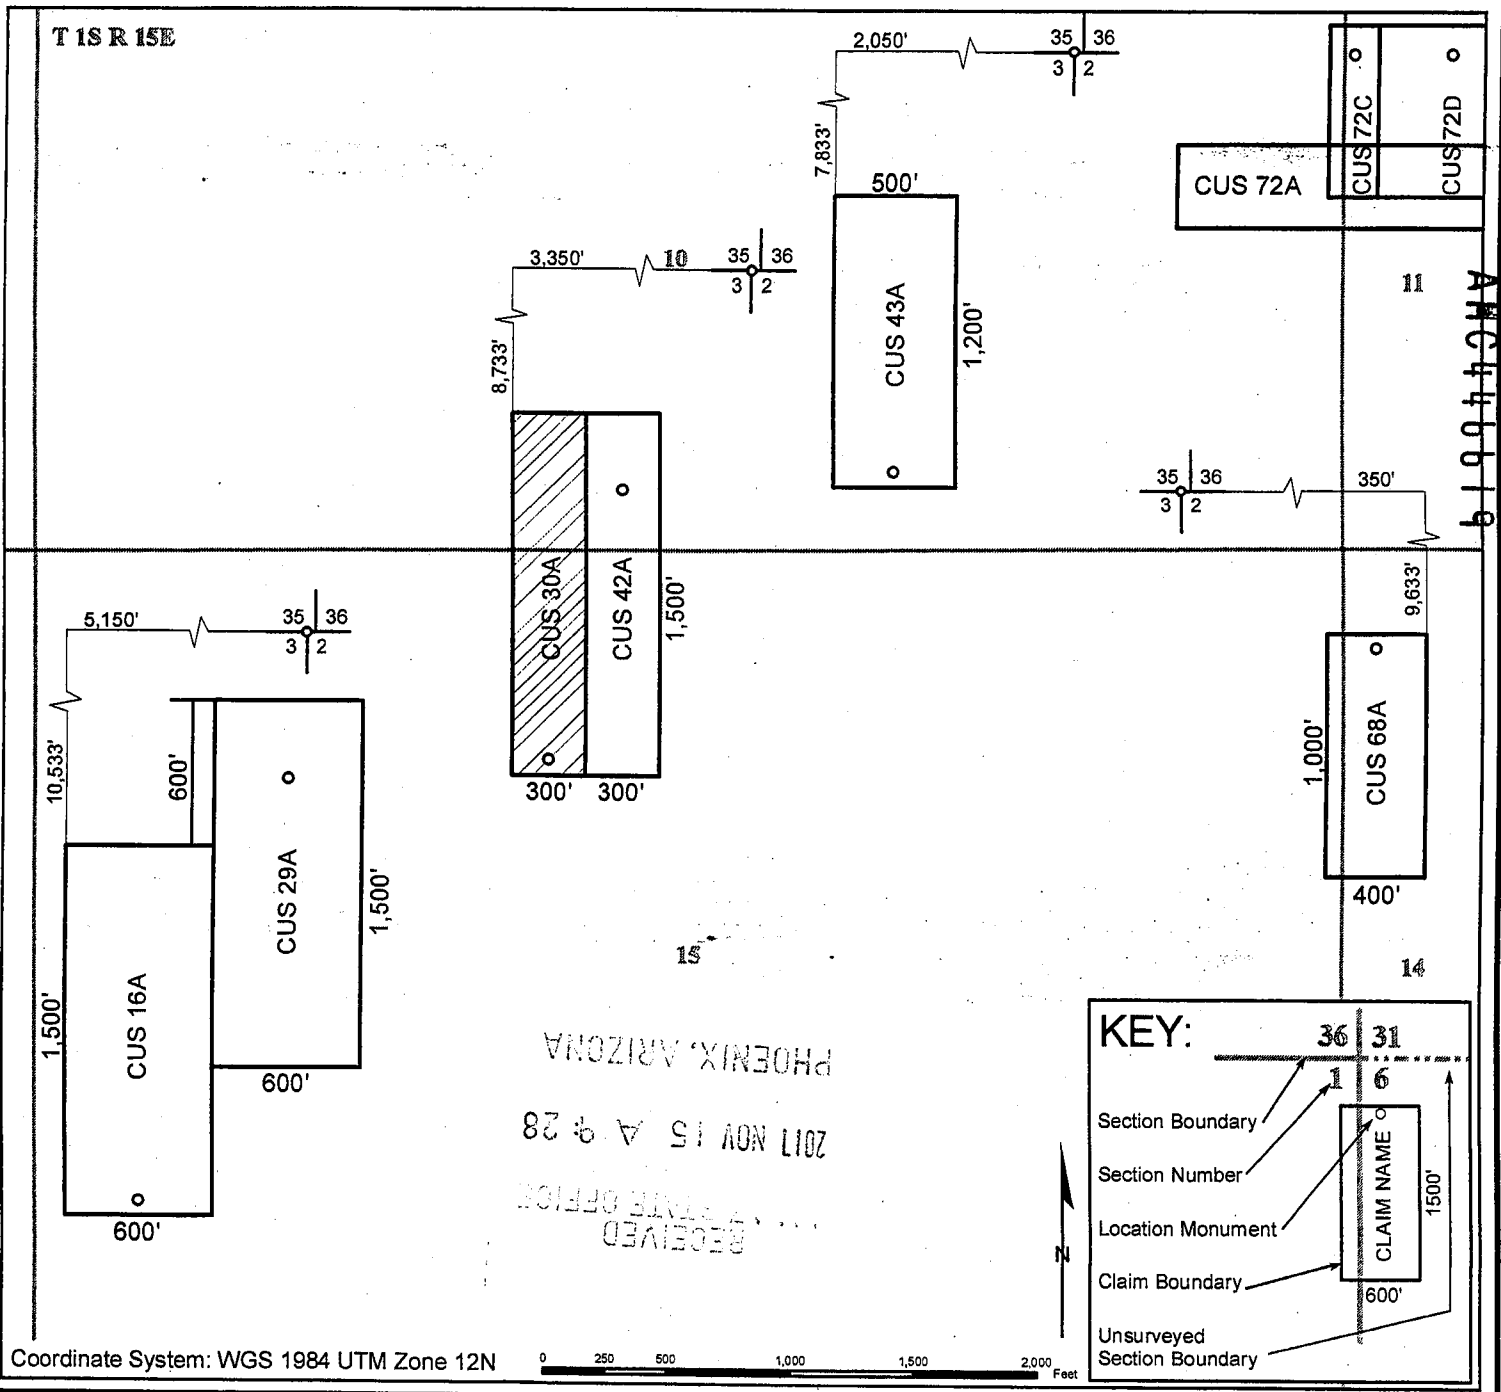 T 1S R 15E
2,050'
35 36
3 2
7,833'
500'
CUS 43A
1,200'
CUS 72C
CUS 72D
CUS 72A
3,350'
10
35 36
3 2
8,733'
11
CUS 30A
CUS 42A
1,500'
300' 300'
35 36
3 2
350'
9,633'
CUS 68A
1,000'
400'
5,150'
35 36
3 2
10,533'
600'
CUS 29A
1,500'
600'
CUS 16A
1,500'
600'
15
14
RECEIVED
STATE OFFICE
2017 NOV 15 A 9: 28
PHOENIX, ARIZONA
N
KEY:
36 31
1 6
Section Boundary
Section Number
Location Monument
Claim Boundary
Unsurveyed
Section Boundary
CLAIM NAME
1500'
600'
Coordinate System: WGS 1984 UTM Zone 12N
0 250 500 1,000 1,500 2,000
Feet